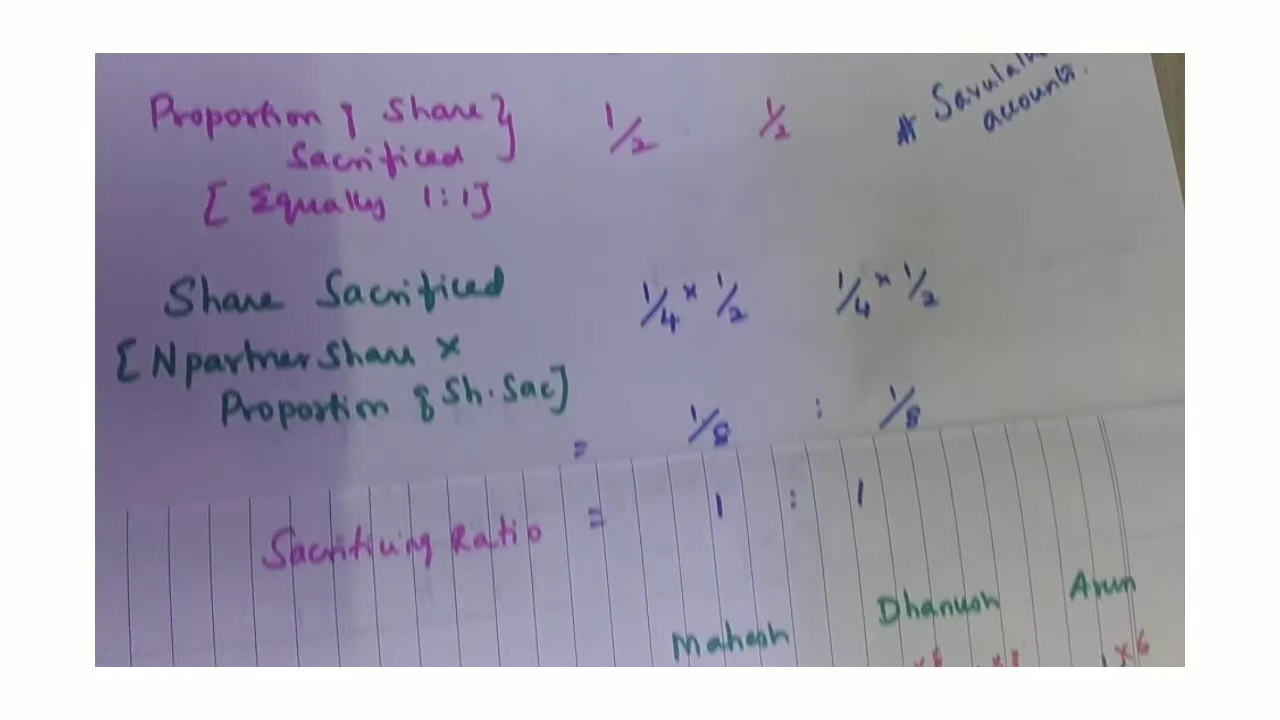 Proportion of Share } 1/2 1/2
Sacrificed
[Equally 1:1]
accounts.
Share Sacrificed 1/4 x 1/2 1/4 x 1/2
[N partner Share x
Proportion of Sh. Sac]
= 1/8 : 1/8
Sacrificing Ratio = 1 : 1
Mahesh Dhanush Arun
x6